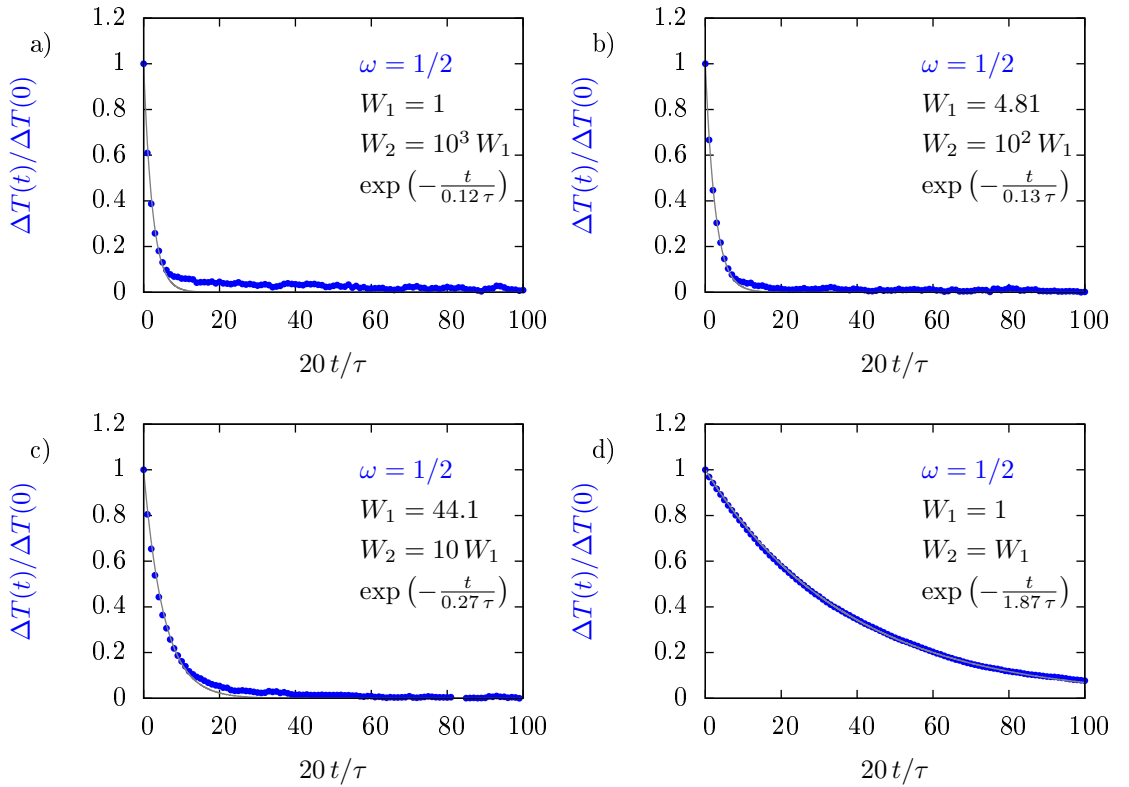 a)
ΔT(t)/ΔT(0)
1.2
1
0.8
0.6
0.4
0.2
0
ω = 1/2
W₁ = 1
W₂ = 10³ W₁
exp (−t/(0.12 τ))
0 20 40 60 80 100
20 t/τ
b)
ΔT(t)/ΔT(0)
1.2
1
0.8
0.6
0.4
0.2
0
ω = 1/2
W₁ = 4.81
W₂ = 10² W₁
exp (−t/(0.13 τ))
0 20 40 60 80 100
20 t/τ
c)
ΔT(t)/ΔT(0)
1.2
1
0.8
0.6
0.4
0.2
0
ω = 1/2
W₁ = 44.1
W₂ = 10 W₁
exp (−t/(0.27 τ))
0 20 40 60 80 100
20 t/τ
d)
ΔT(t)/ΔT(0)
1.2
1
0.8
0.6
0.4
0.2
0
ω = 1/2
W₁ = 1
W₂ = W₁
exp (−t/(1.87 τ))
0 20 40 60 80 100
20 t/τ